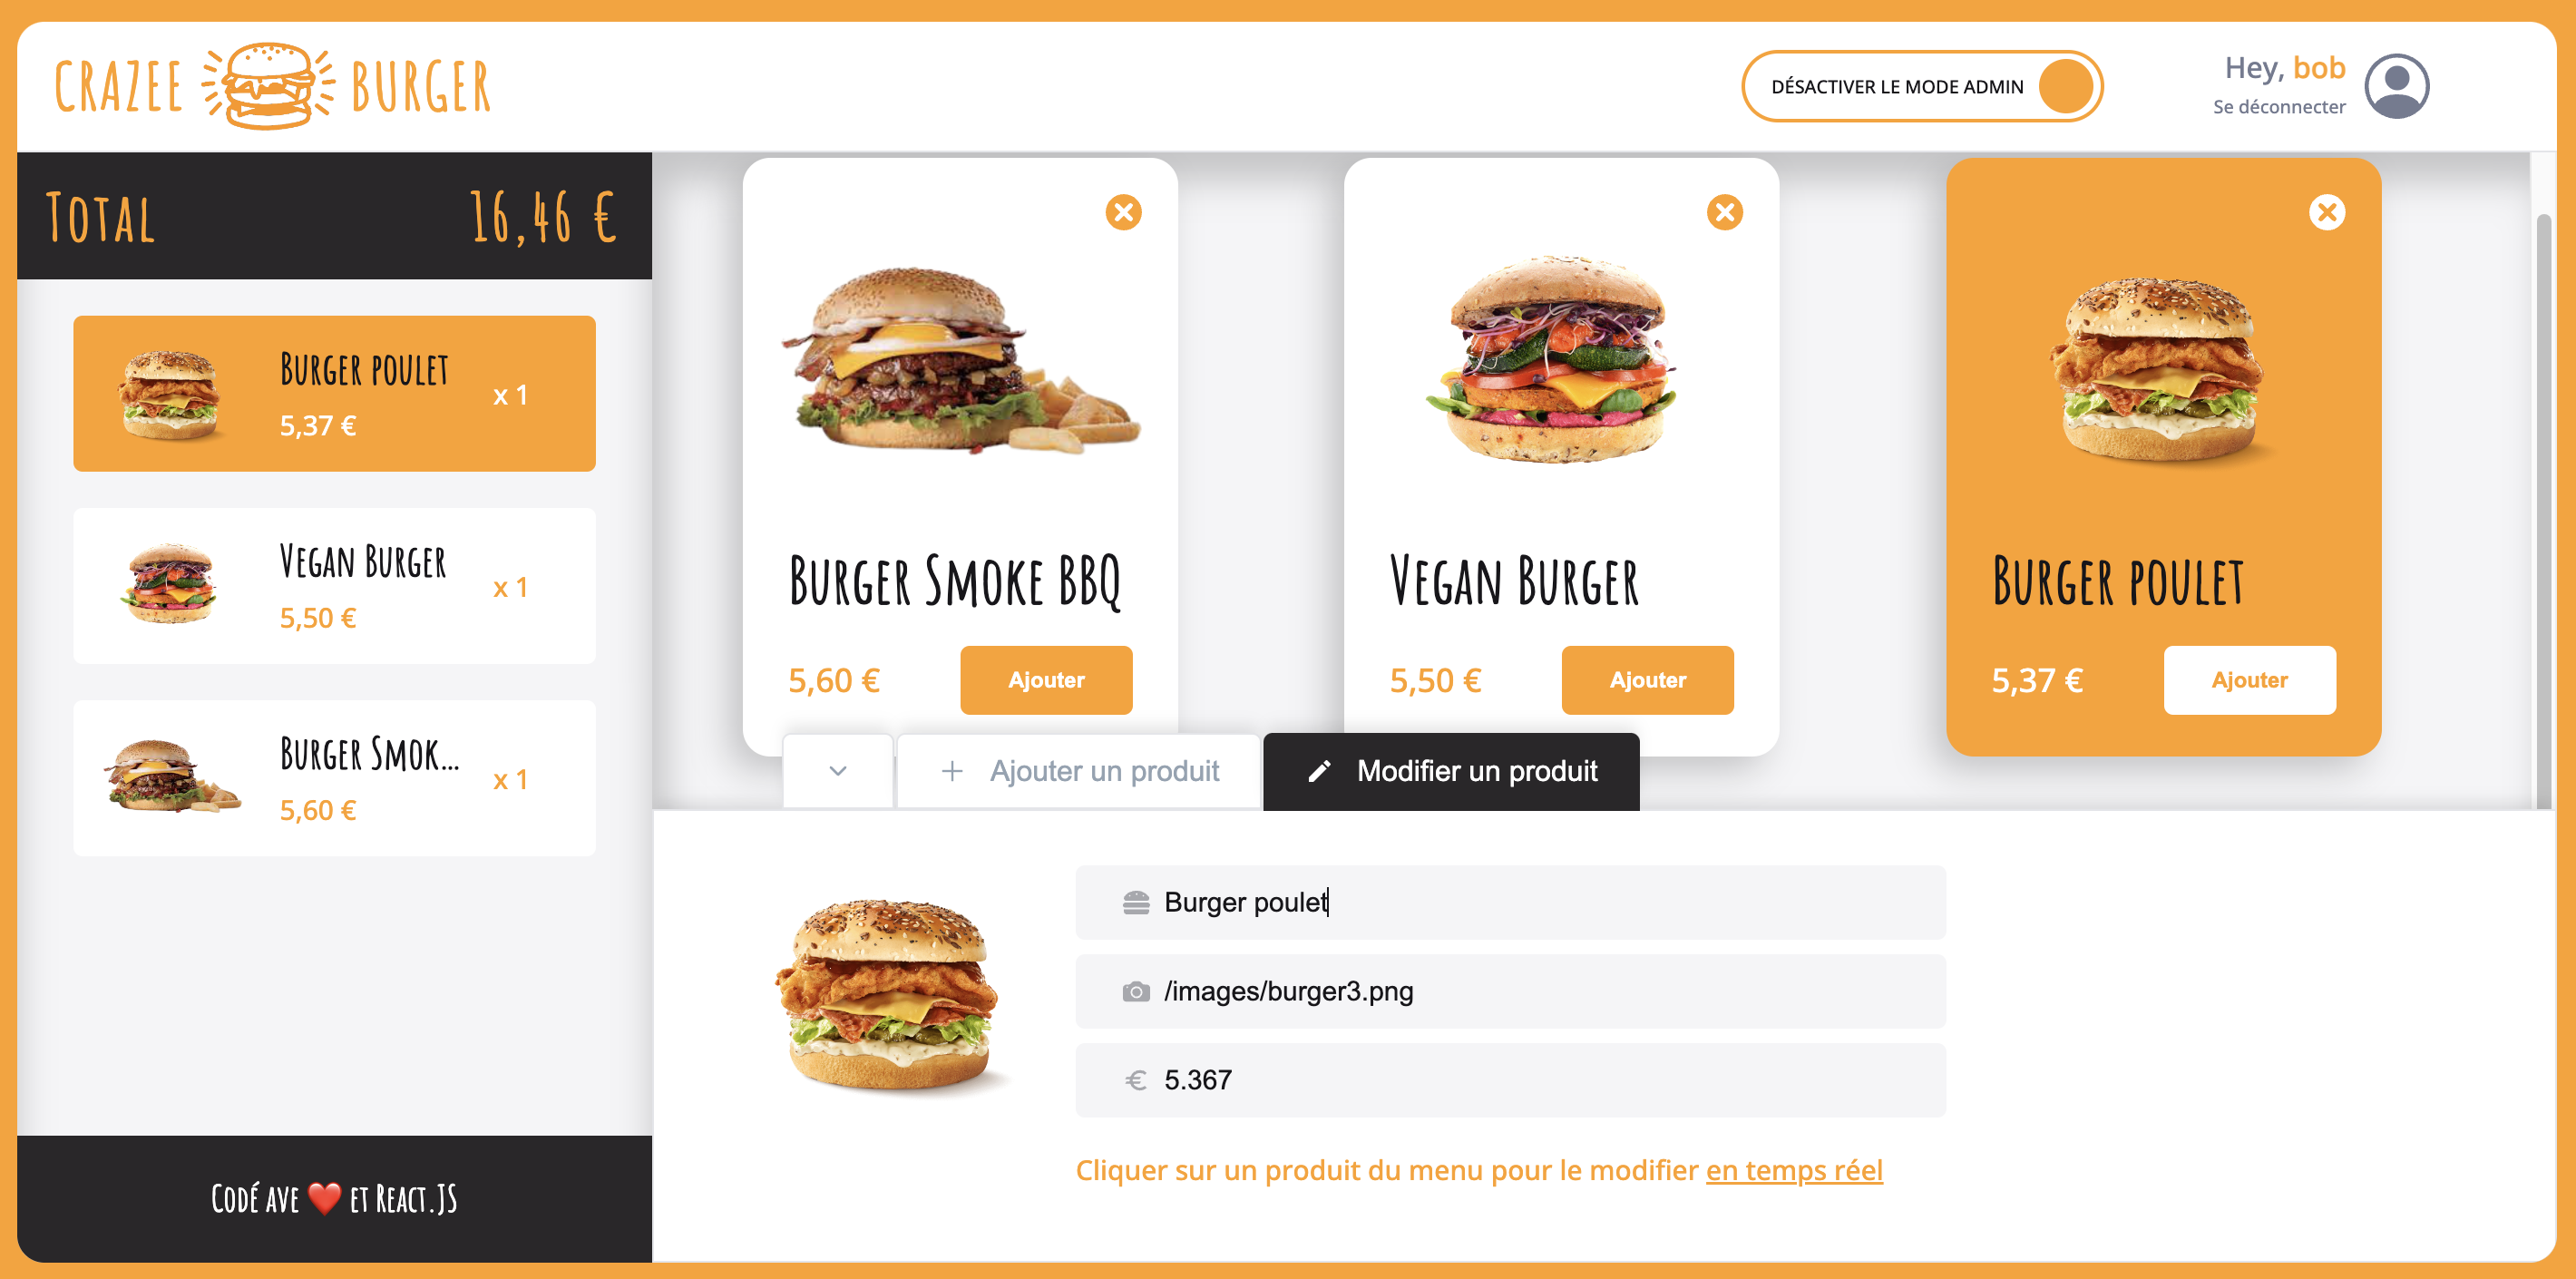 CRAZEE BURGER
DÉSACTIVER LE MODE ADMIN
Hey, bob
Se déconnecter
Total 16,46 €
Burger poulet
5,37 €
x 1
Vegan Burger
5,50 €
x 1
Burger Smok...
5,60 €
x 1
Codé ave ❤️ et React.JS
Burger Smoke BBQ
5,60 € Ajouter
Vegan Burger
5,50 € Ajouter
Burger poulet
5,37 € Ajouter
Ajouter un produit
Modifier un produit
Burger poulet
/images/burger3.png
€ 5.367
Cliquer sur un produit du menu pour le modifier en temps réel